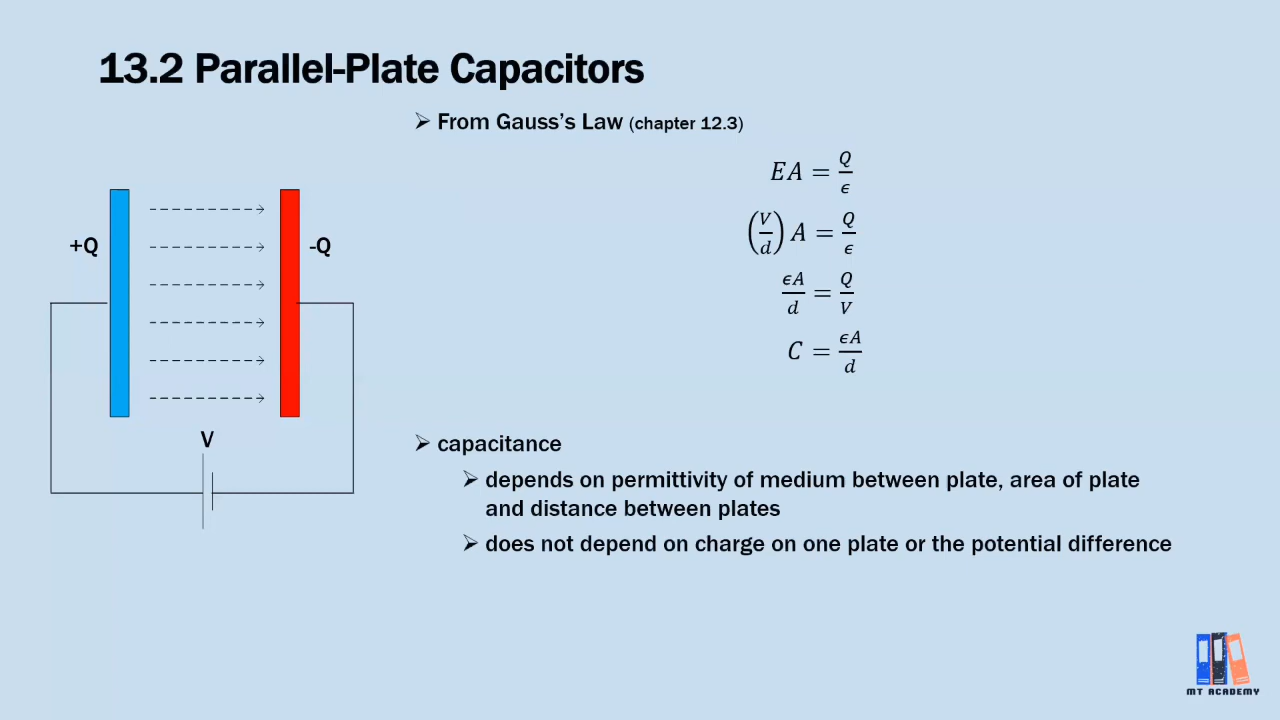 13.2 Parallel-Plate Capacitors
➢ From Gauss's Law (chapter 12.3)
EA = Q/ϵ
(V/d) A = Q/ϵ
ϵA/d = Q/V
C = ϵA/d
+Q
-Q
V
➢ capacitance
➢ depends on permittivity of medium between plate, area of plate
and distance between plates
➢ does not depend on charge on one plate or the potential difference
MT ACADEMY